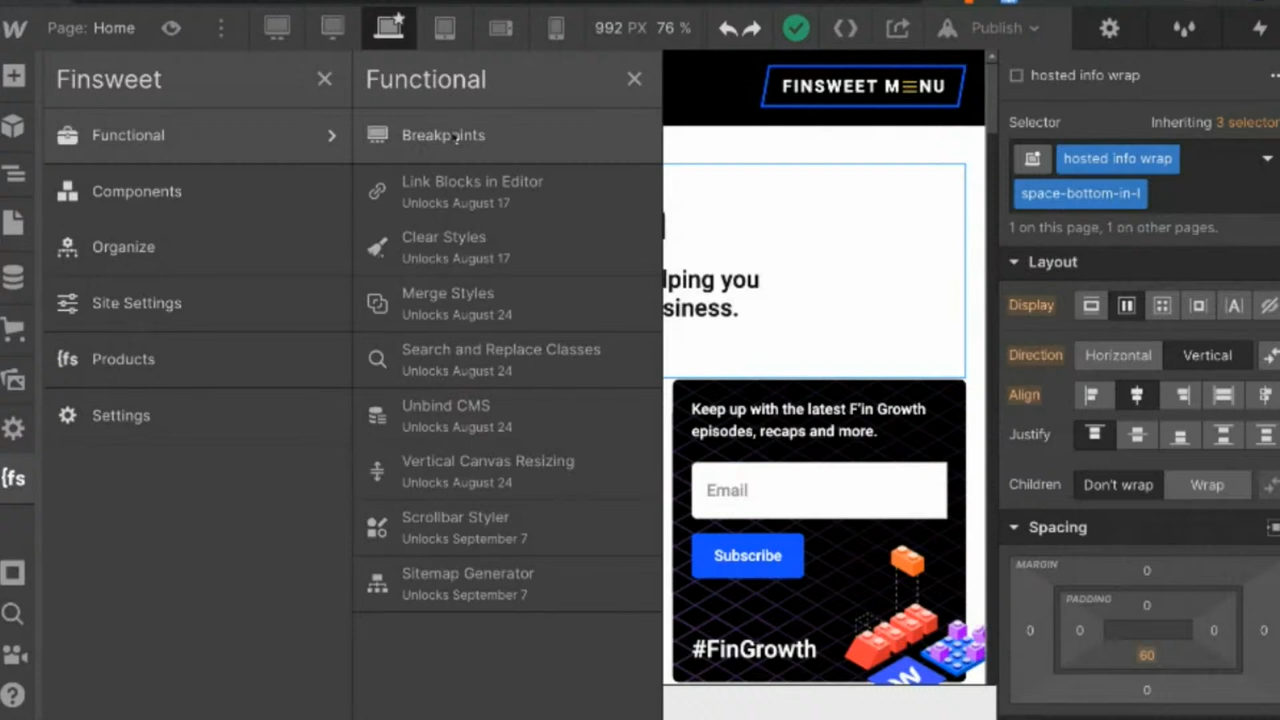 Page: Home
992 PX 76 %
Publish
Finsweet
Functional
Components
Organize
Site Settings
{fs Products
Settings
{fs
Functional
Breakpoints
Link Blocks in Editor
Unlocks August 17
Clear Styles
Unlocks August 17
Merge Styles
Unlocks August 24
Search and Replace Classes
Unlocks August 24
Unbind CMS
Unlocks August 24
Vertical Canvas Resizing
Unlocks August 24
Scrollbar Styler
Unlocks September 7
Sitemap Generator
Unlocks September 7
FINSWEET MENU
lping you
siness.
Keep up with the latest F'in Growth
episodes, recaps and more.
Email
Subscribe
#FinGrowth
W
hosted info wrap
Selector Inheriting 3 selector
hosted info wrap
space-bottom-in-l
1 on this page, 1 on other pages.
Layout
Display
Direction Horizontal Vertical
Align
Justify
Children Don't wrap Wrap
Spacing
MARGIN 0
PADDING 0
0 0 0 0
60
0